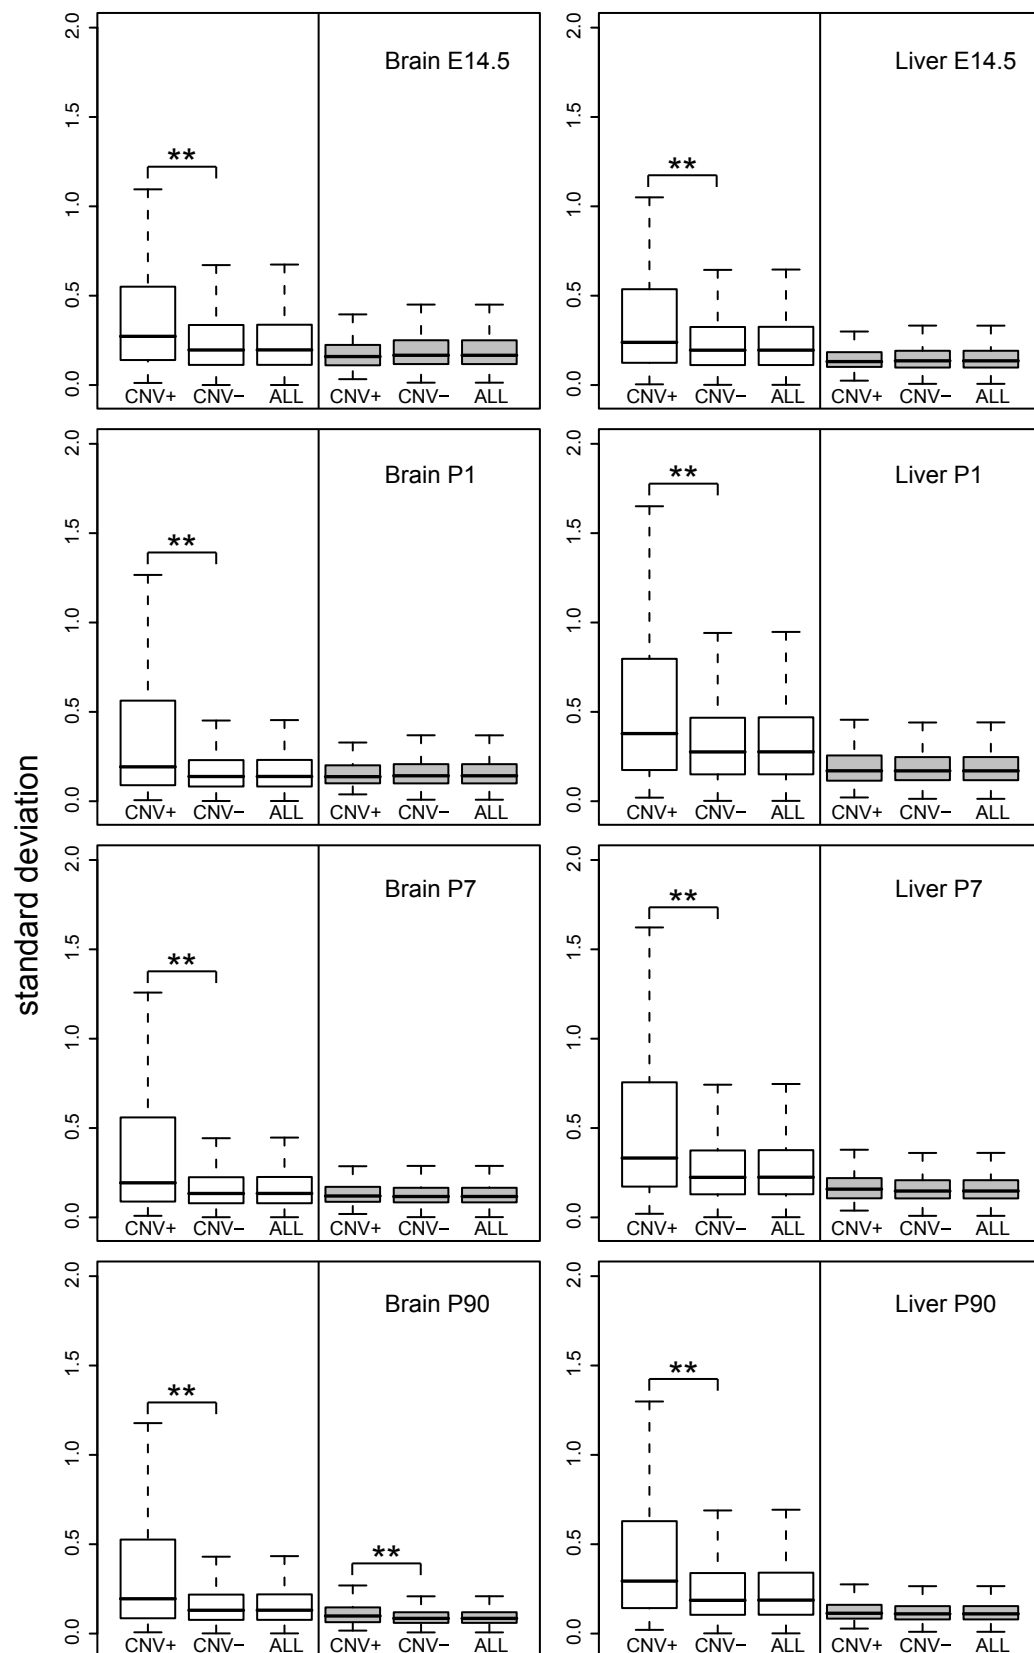 standard deviation
Brain E14.5
2.0
1.5
1.0
0.5
0.0
**
CNV+ CNV− ALL CNV+ CNV− ALL
Liver E14.5
2.0
1.5
1.0
0.5
0.0
**
CNV+ CNV− ALL CNV+ CNV− ALL
Brain P1
2.0
1.5
1.0
0.5
0.0
**
CNV+ CNV− ALL CNV+ CNV− ALL
Liver P1
2.0
1.5
1.0
0.5
0.0
**
CNV+ CNV− ALL CNV+ CNV− ALL
Brain P7
2.0
1.5
1.0
0.5
0.0
**
CNV+ CNV− ALL CNV+ CNV− ALL
Liver P7
2.0
1.5
1.0
0.5
0.0
**
CNV+ CNV− ALL CNV+ CNV− ALL
Brain P90
2.0
1.5
1.0
0.5
0.0
**
**
CNV+ CNV− ALL CNV+ CNV− ALL
Liver P90
2.0
1.5
1.0
0.5
0.0
**
CNV+ CNV− ALL CNV+ CNV− ALL